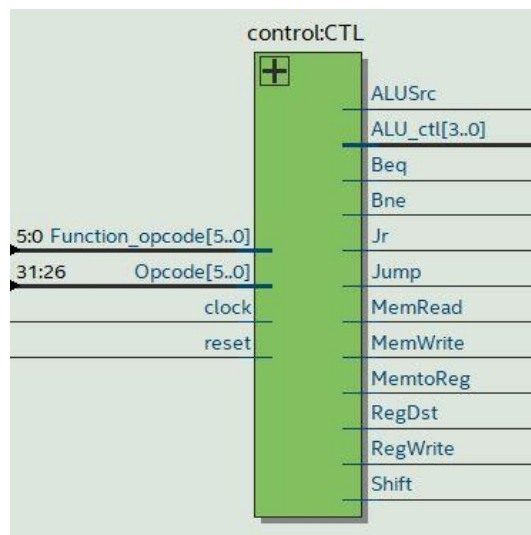 control:CTL
ALUSrc
ALU_ctl[3..0]
Beq
Bne
5:0 Function_opcode[5..0]
Jr
31:26 Opcode[5..0]
Jump
clock
MemRead
reset
MemWrite
MemtoReg
RegDst
RegWrite
Shift